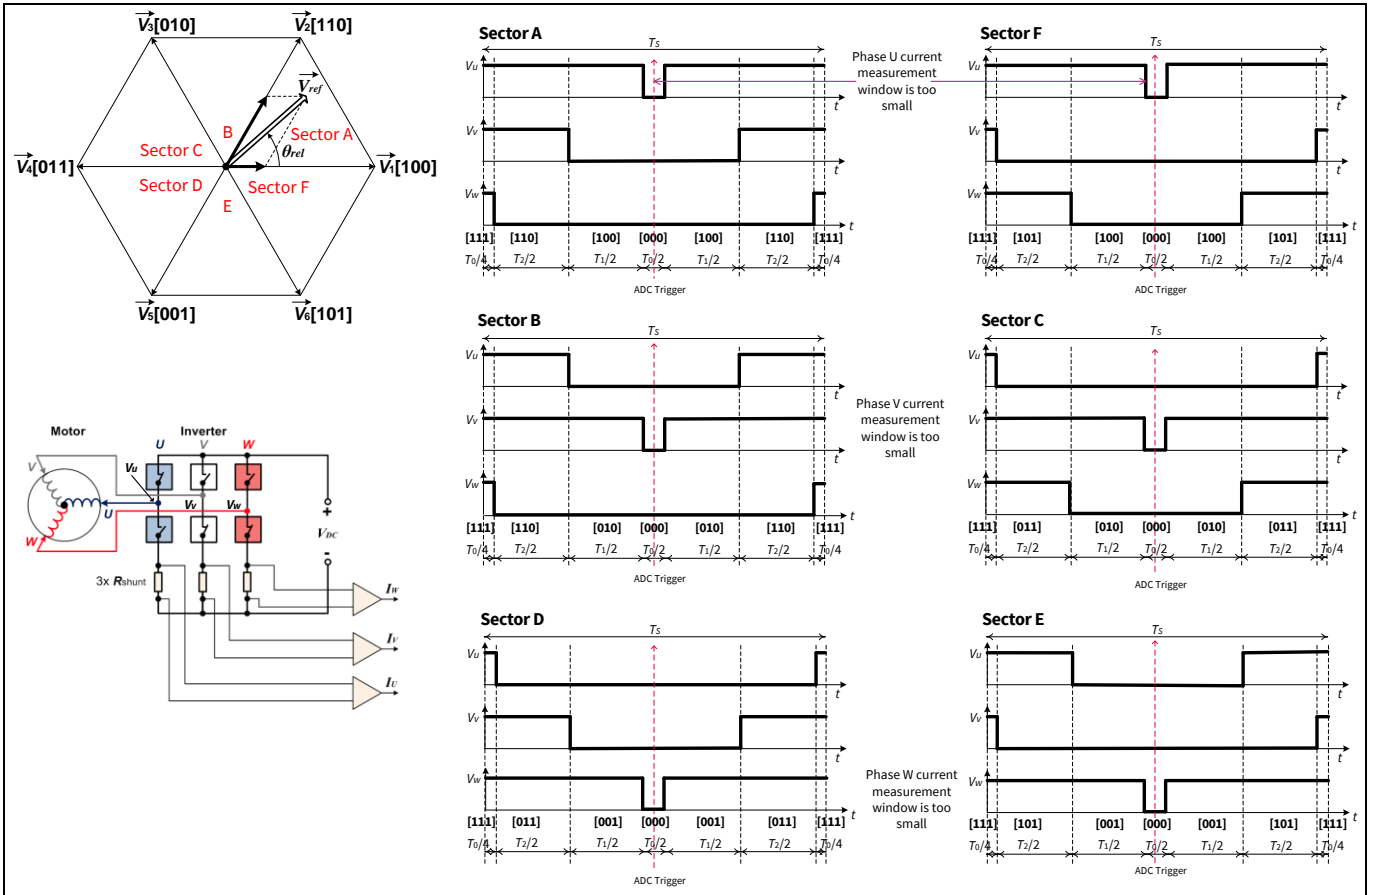 V3[010]
V2[110]
Vref
B
Sector A
Sector C
θrel
V4[011]
V1[100]
Sector D
Sector F
E
V5[001]
V6[101]
Motor
Inverter
U
V
W
V
Vu
U
W
Vv
Vw
+
VDC
-
3x Rshunt
IW
IV
IU
Sector A
Ts
Vu
t
Vv
t
Vw
t
[111] [110] [100] [000] [100] [110] [111]
T0/4 T2/2 T1/2 T0/2 T1/2 T2/2 T0/4
ADC Trigger
Phase U current
measurement
window is too
small
Sector F
Ts
Vu
t
Vv
t
Vw
t
[111] [101] [100] [000] [100] [101] [111]
T0/4 T2/2 T1/2 T0/2 T1/2 T2/2 T0/4
ADC Trigger
Sector B
Ts
Vu
t
Vv
t
Vw
t
[111] [110] [010] [000] [010] [110] [111]
T0/4 T2/2 T1/2 T0/2 T1/2 T2/2 T0/4
ADC Trigger
Phase V current
measurement
window is too
small
Sector C
Ts
Vu
t
Vv
t
Vw
t
[111] [011] [010] [000] [010] [011] [111]
T0/4 T2/2 T1/2 T0/2 T1/2 T2/2 T0/4
ADC Trigger
Sector D
Ts
Vu
t
Vv
t
Vw
t
[111] [011] [001] [000] [001] [011] [111]
T0/4 T2/2 T1/2 T0/2 T1/2 T2/2 T0/4
ADC Trigger
Phase W current
measurement
window is too
small
Sector E
Ts
Vu
t
Vv
t
Vw
t
[111] [101] [001] [000] [001] [101] [111]
T0/4 T2/2 T1/2 T0/2 T1/2 T2/2 T0/4
ADC Trigger